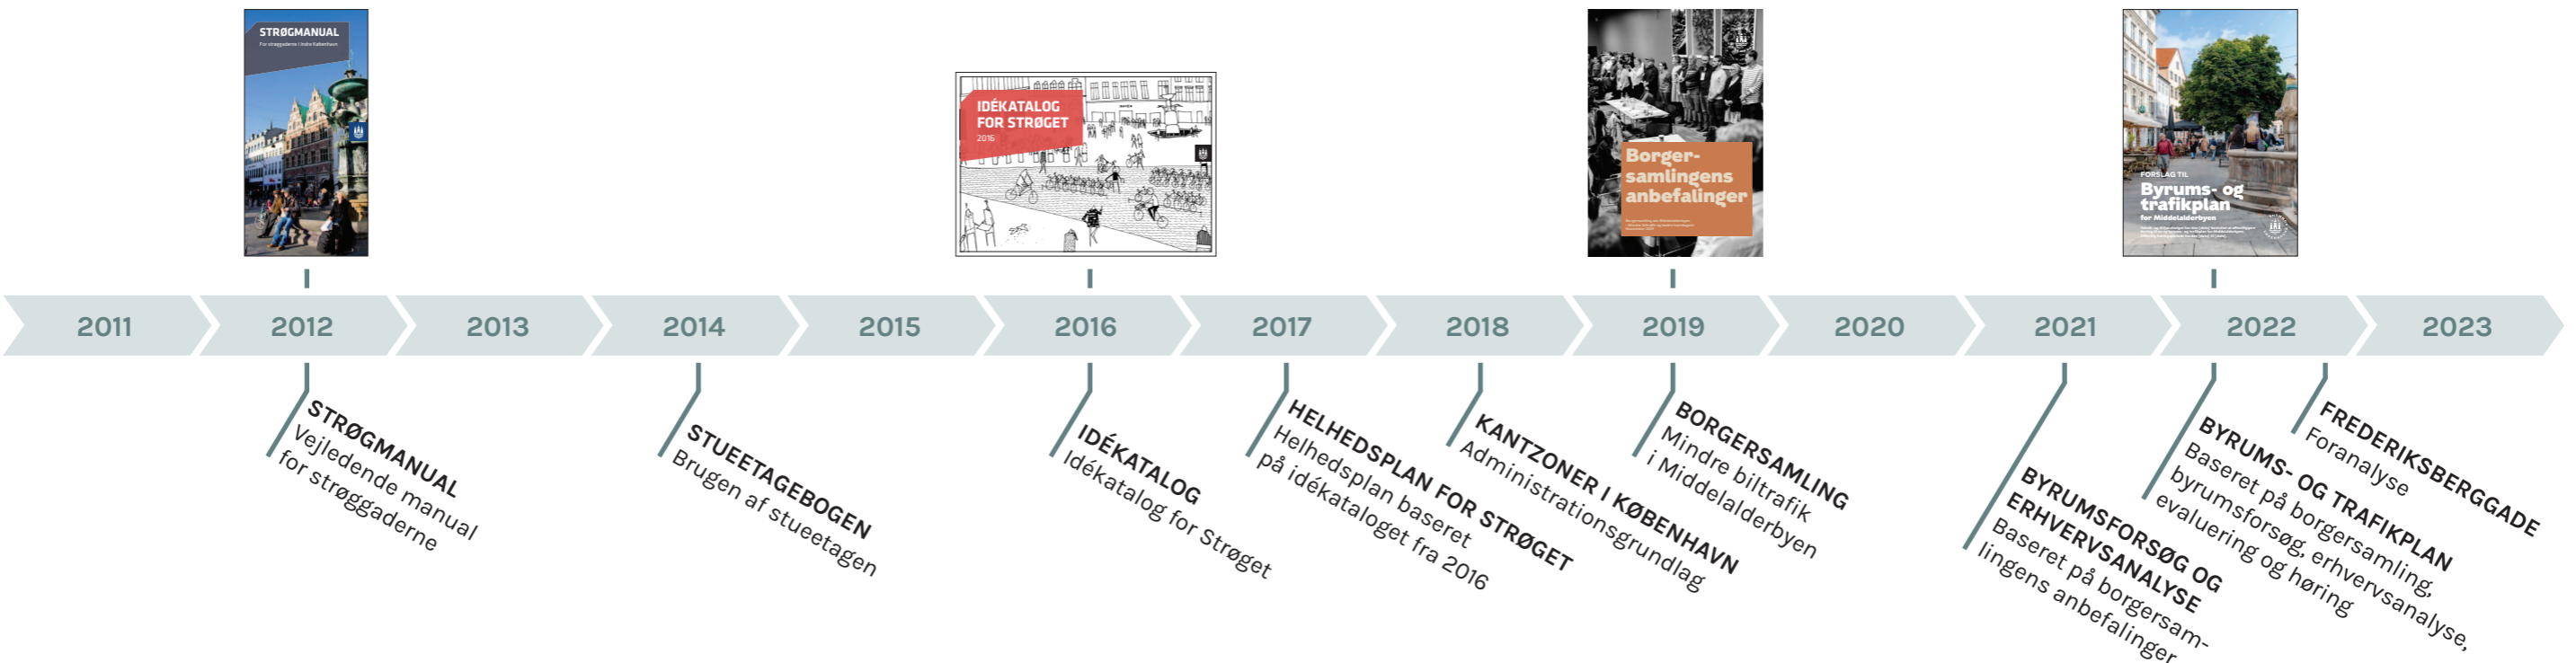 STRØGMANUAL
For strøggaderne i Indre København
IDÉKATALOG
FOR STRØGET
2016
Borger-
samlingens
anbefalinger
FORSLAG TIL
Byrums- og
trafikplan
for Middelalderbyen
2011
2012
2013
2014
2015
2016
2017
2018
2019
2020
2021
2022
2023
STRØGMANUAL
Vejledende manual
for strøggaderne
STUEETAGEBOGEN
Brugen af stueetagen
IDÉKATALOG
Idékatalog for Strøget
HELHEDSPLAN FOR STRØGET
Helhedsplan baseret
på idékataloget fra 2016
KANTZONER I KØBENHAVN
Administrationsgrundlag
BORGERSAMLING
Mindre biltrafik
i Middelalderbyen
BYRUMSFORSØG OG
ERHVERVSANALYSE
Baseret på borgersam-
lingens anbefalinger
BYRUMS- OG TRAFIKPLAN
Baseret på borgersamling,
byrumsforsøg, erhvervsanalyse,
evaluering og høring
FREDERIKSBERGGADE
Foranalyse